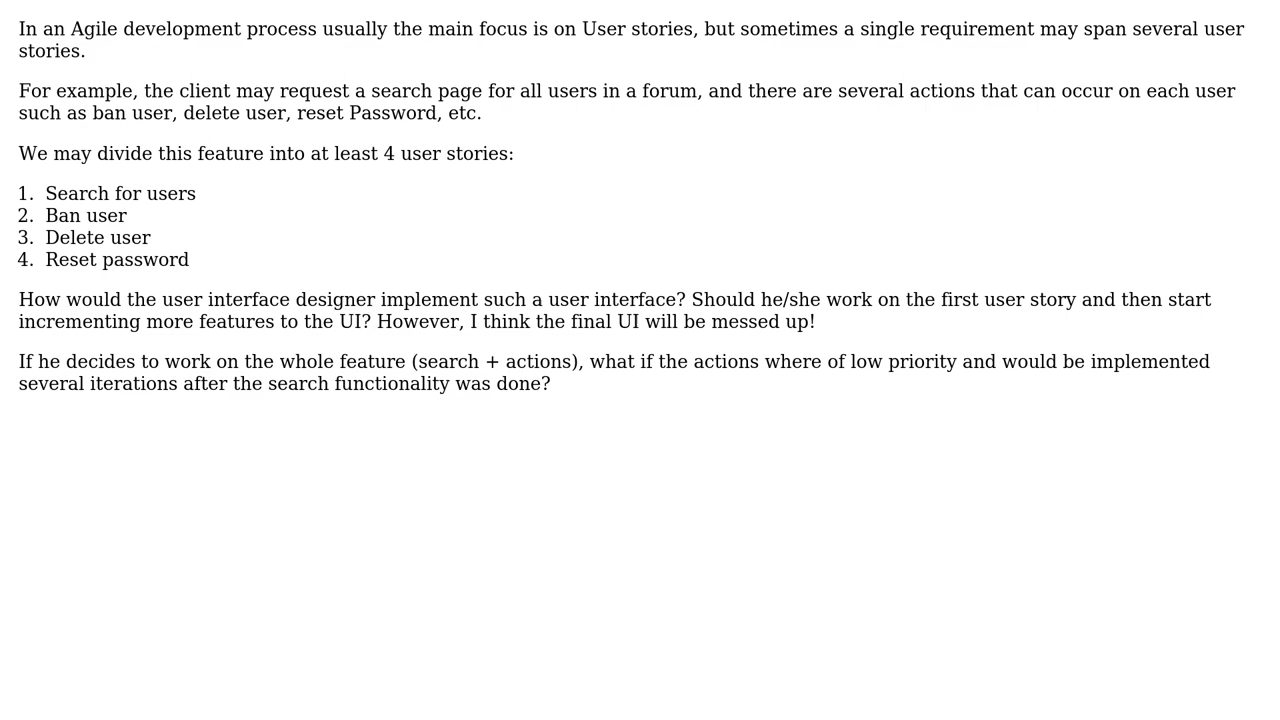 In an Agile development process usually the main focus is on User stories, but sometimes a single requirement may span several user
stories.
For example, the client may request a search page for all users in a forum, and there are several actions that can occur on each user
such as ban user, delete user, reset Password, etc.
We may divide this feature into at least 4 user stories:
1. Search for users
2. Ban user
3. Delete user
4. Reset password
How would the user interface designer implement such a user interface? Should he/she work on the first user story and then start
incrementing more features to the UI? However, I think the final UI will be messed up!
If he decides to work on the whole feature (search + actions), what if the actions where of low priority and would be implemented
several iterations after the search functionality was done?